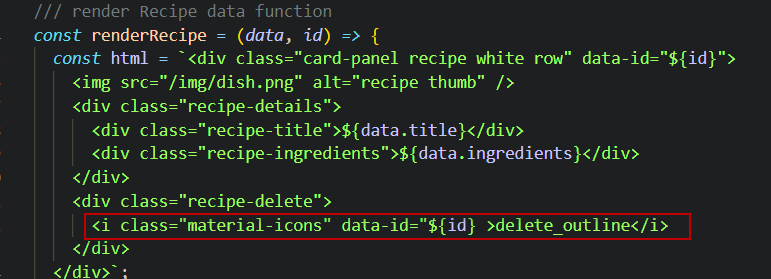 /// render Recipe data function
const renderRecipe = (data, id) => {
const html = `<div class="card-panel recipe white row" data-id="${id}">
<img src="/img/dish.png" alt="recipe thumb" />
<div class="recipe-details">
<div class="recipe-title">${data.title}</div>
<div class="recipe-ingredients">${data.ingredients}</div>
</div>
<div class="recipe-delete">
<i class="material-icons" data-id="${id} >delete_outline</i>
</div>
</div>`;